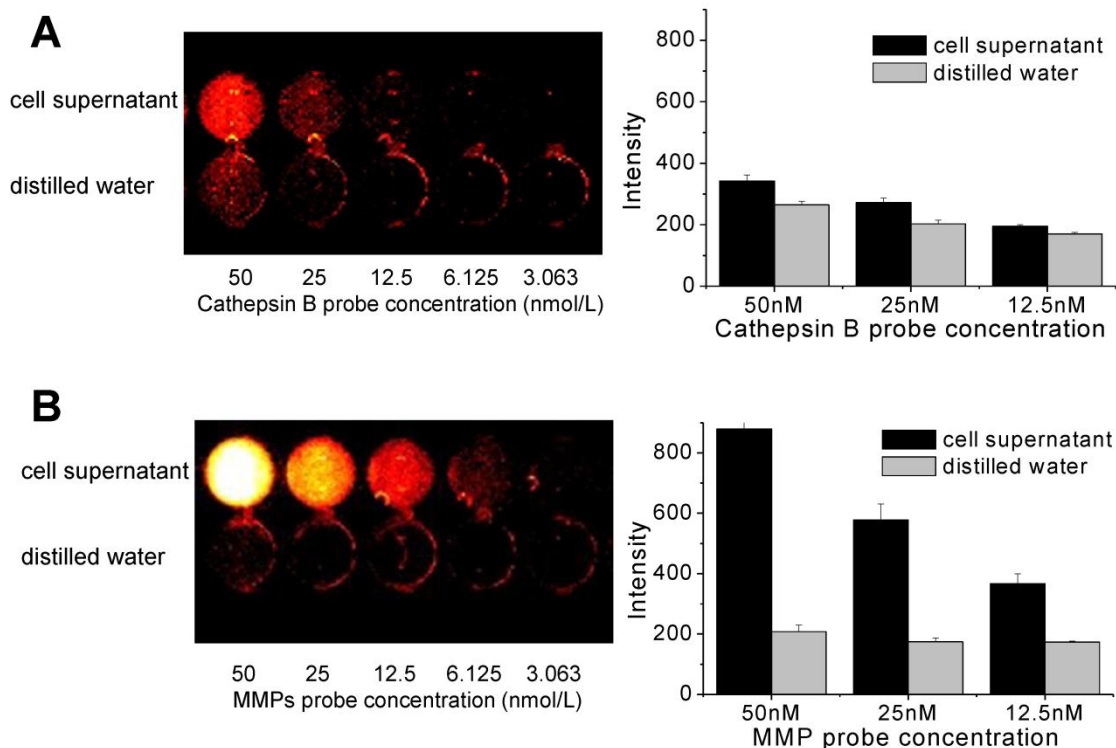 A
cell supernatant
distilled water
50 25 12.5 6.125 3.063
Cathepsin B probe concentration (nmol/L)
800
600
400
200
0
Intensity
cell supernatant
distilled water
50nM 25nM 12.5nM
Cathepsin B probe concentration
B
cell supernatant
distilled water
50 25 12.5 6.125 3.063
MMPs probe concentration (nmol/L)
800
600
400
200
0
Intensity
cell supernatant
distilled water
50nM 25nM 12.5nM
MMP probe concentration